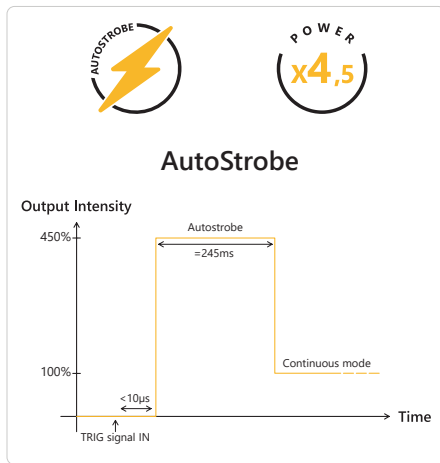 AUTOSTROBE
POWER
x4,5
AutoStrobe
Output Intensity
450%
Autostrobe
=245ms
100%
Continuous mode
<10µs
Time
TRIG signal IN